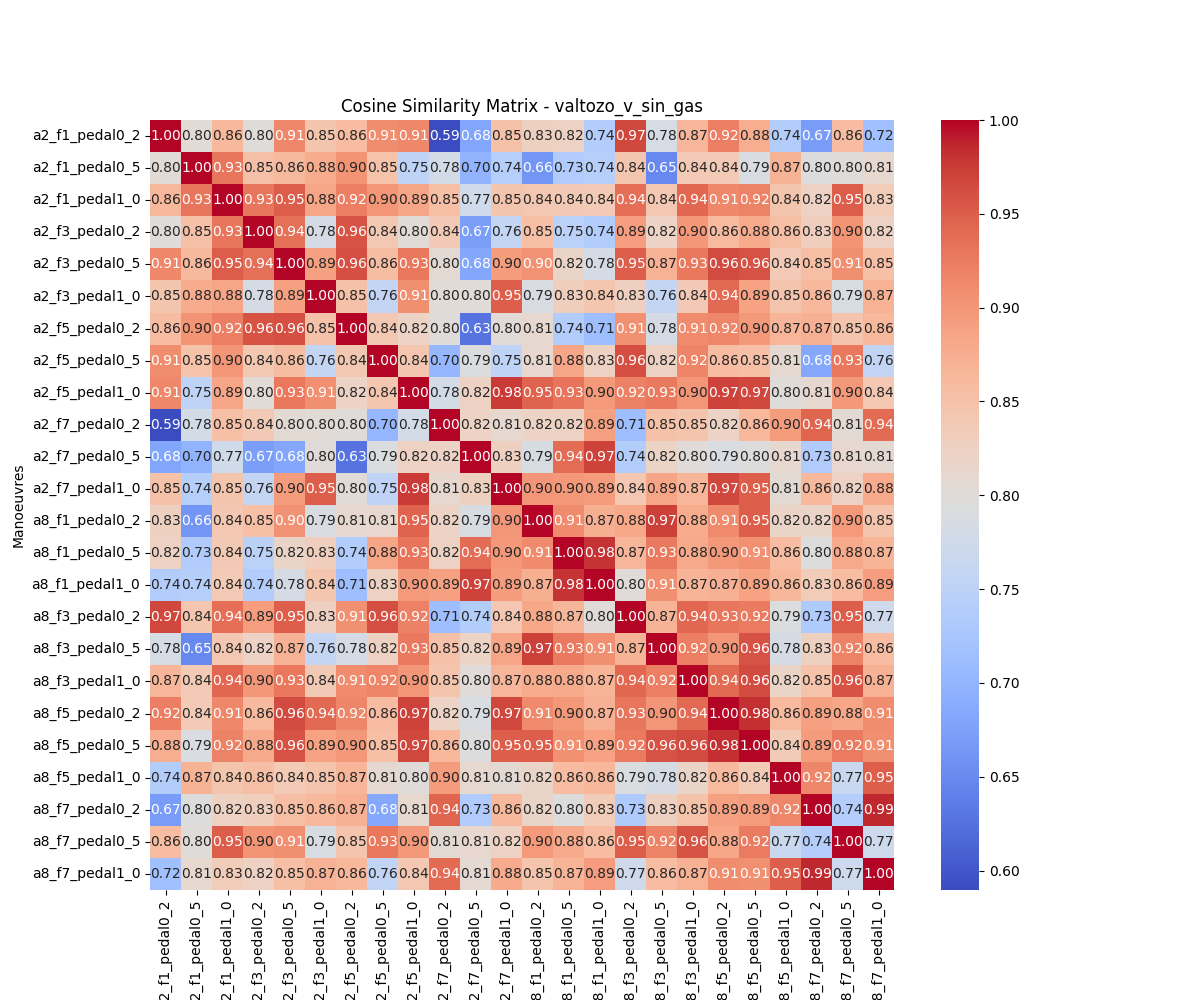 Cosine Similarity Matrix - valtozo_v_sin_gas
a2_f1_pedal0_2 1.00 0.80 0.86 0.80 0.91 0.85 0.86 0.91 0.91 0.59 0.68 0.85 0.83 0.82 0.74 0.97 0.78 0.87 0.92 0.88 0.74 0.67 0.86 0.72
a2_f1_pedal0_5 0.80 1.00 0.93 0.85 0.86 0.88 0.90 0.85 0.75 0.78 0.70 0.74 0.66 0.73 0.74 0.84 0.65 0.84 0.84 0.79 0.87 0.80 0.80 0.81
a2_f1_pedal1_0 0.86 0.93 1.00 0.93 0.95 0.88 0.92 0.90 0.89 0.85 0.77 0.85 0.84 0.84 0.84 0.94 0.84 0.94 0.91 0.92 0.84 0.82 0.95 0.83
a2_f3_pedal0_2 0.80 0.85 0.93 1.00 0.94 0.78 0.96 0.84 0.80 0.84 0.67 0.76 0.85 0.75 0.74 0.89 0.82 0.90 0.86 0.88 0.86 0.83 0.90 0.82
a2_f3_pedal0_5 0.91 0.86 0.95 0.94 1.00 0.89 0.96 0.86 0.93 0.80 0.68 0.90 0.90 0.82 0.78 0.95 0.87 0.93 0.96 0.96 0.84 0.85 0.91 0.85
a2_f3_pedal1_0 0.85 0.88 0.88 0.78 0.89 1.00 0.85 0.76 0.91 0.80 0.80 0.95 0.79 0.83 0.84 0.83 0.76 0.84 0.94 0.89 0.85 0.86 0.79 0.87
a2_f5_pedal0_2 0.86 0.90 0.92 0.96 0.96 0.85 1.00 0.84 0.82 0.80 0.63 0.80 0.81 0.74 0.71 0.91 0.78 0.91 0.92 0.90 0.87 0.87 0.85 0.86
a2_f5_pedal0_5 0.91 0.85 0.90 0.84 0.86 0.76 0.84 1.00 0.84 0.70 0.79 0.75 0.81 0.88 0.83 0.96 0.82 0.92 0.86 0.85 0.81 0.68 0.93 0.76
a2_f5_pedal1_0 0.91 0.75 0.89 0.80 0.93 0.91 0.82 0.84 1.00 0.78 0.82 0.98 0.95 0.93 0.90 0.92 0.93 0.90 0.97 0.97 0.80 0.81 0.90 0.84
a2_f7_pedal0_2 0.59 0.78 0.85 0.84 0.80 0.80 0.80 0.70 0.78 1.00 0.82 0.81 0.82 0.82 0.89 0.71 0.85 0.85 0.82 0.86 0.90 0.94 0.81 0.94
a2_f7_pedal0_5 0.68 0.70 0.77 0.67 0.68 0.80 0.63 0.79 0.82 0.82 1.00 0.83 0.79 0.94 0.97 0.74 0.82 0.80 0.79 0.80 0.81 0.73 0.81 0.81
a2_f7_pedal1_0 0.85 0.74 0.85 0.76 0.90 0.95 0.80 0.75 0.98 0.81 0.83 1.00 0.90 0.90 0.89 0.84 0.89 0.87 0.97 0.95 0.81 0.86 0.82 0.88
Manoeuvres
a8_f1_pedal0_2 0.83 0.66 0.84 0.85 0.90 0.79 0.81 0.81 0.95 0.82 0.79 0.90 1.00 0.91 0.87 0.88 0.97 0.88 0.91 0.95 0.82 0.82 0.90 0.85
a8_f1_pedal0_5 0.82 0.73 0.84 0.75 0.82 0.83 0.74 0.88 0.93 0.82 0.94 0.90 0.91 1.00 0.98 0.87 0.93 0.88 0.90 0.91 0.86 0.80 0.88 0.87
a8_f1_pedal1_0 0.74 0.74 0.84 0.74 0.78 0.84 0.71 0.83 0.90 0.89 0.97 0.89 0.87 0.98 1.00 0.80 0.91 0.87 0.87 0.89 0.86 0.83 0.86 0.89
a8_f3_pedal0_2 0.97 0.84 0.94 0.89 0.95 0.83 0.91 0.96 0.92 0.71 0.74 0.84 0.88 0.87 0.80 1.00 0.87 0.94 0.93 0.92 0.79 0.73 0.95 0.77
a8_f3_pedal0_5 0.78 0.65 0.84 0.82 0.87 0.76 0.78 0.82 0.93 0.85 0.82 0.89 0.97 0.93 0.91 0.87 1.00 0.92 0.90 0.96 0.78 0.83 0.92 0.86
a8_f3_pedal1_0 0.87 0.84 0.94 0.90 0.93 0.84 0.91 0.92 0.90 0.85 0.80 0.87 0.88 0.88 0.87 0.94 0.92 1.00 0.94 0.96 0.82 0.85 0.96 0.87
a8_f5_pedal0_2 0.92 0.84 0.91 0.86 0.96 0.94 0.92 0.86 0.97 0.82 0.79 0.97 0.91 0.90 0.87 0.93 0.90 0.94 1.00 0.98 0.86 0.89 0.88 0.91
a8_f5_pedal0_5 0.88 0.79 0.92 0.88 0.96 0.89 0.90 0.85 0.97 0.86 0.80 0.95 0.95 0.91 0.89 0.92 0.96 0.96 0.98 1.00 0.84 0.89 0.92 0.91
a8_f5_pedal1_0 0.74 0.87 0.84 0.86 0.84 0.85 0.87 0.81 0.80 0.90 0.81 0.81 0.82 0.86 0.86 0.79 0.78 0.82 0.86 0.84 1.00 0.92 0.77 0.95
a8_f7_pedal0_2 0.67 0.80 0.82 0.83 0.85 0.86 0.87 0.68 0.81 0.94 0.73 0.86 0.82 0.80 0.83 0.73 0.83 0.85 0.89 0.89 0.92 1.00 0.74 0.99
a8_f7_pedal0_5 0.86 0.80 0.95 0.90 0.91 0.79 0.85 0.93 0.90 0.81 0.81 0.82 0.90 0.88 0.86 0.95 0.92 0.96 0.88 0.92 0.77 0.74 1.00 0.77
a8_f7_pedal1_0 0.72 0.81 0.83 0.82 0.85 0.87 0.86 0.76 0.84 0.94 0.81 0.88 0.85 0.87 0.89 0.77 0.86 0.87 0.91 0.91 0.95 0.99 0.77 1.00
2_f1_pedal0_2
2_f1_pedal0_5
2_f1_pedal1_0
2_f3_pedal0_2
2_f3_pedal0_5
2_f3_pedal1_0
2_f5_pedal0_2
2_f5_pedal0_5
2_f5_pedal1_0
2_f7_pedal0_2
2_f7_pedal0_5
2_f7_pedal1_0
8_f1_pedal0_2
8_f1_pedal0_5
8_f1_pedal1_0
8_f3_pedal0_2
8_f3_pedal0_5
8_f3_pedal1_0
8_f5_pedal0_2
8_f5_pedal0_5
8_f5_pedal1_0
8_f7_pedal0_2
8_f7_pedal0_5
8_f7_pedal1_0
1.00
0.95
0.90
0.85
0.80
0.75
0.70
0.65
0.60